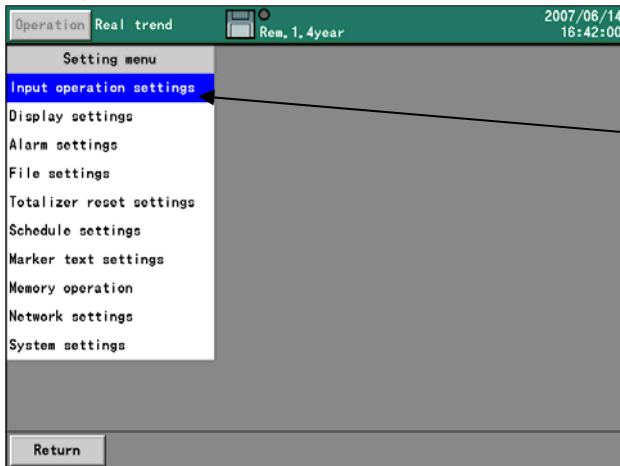 Operation Real trend
Rem. 1.4year
2007/06/14
16:42:00
Setting menu
Input operation settings
Display settings
Alarm settings
File settings
Totalizer reset settings
Schedule settings
Marker text settings
Memory operation
Network settings
System settings
Return